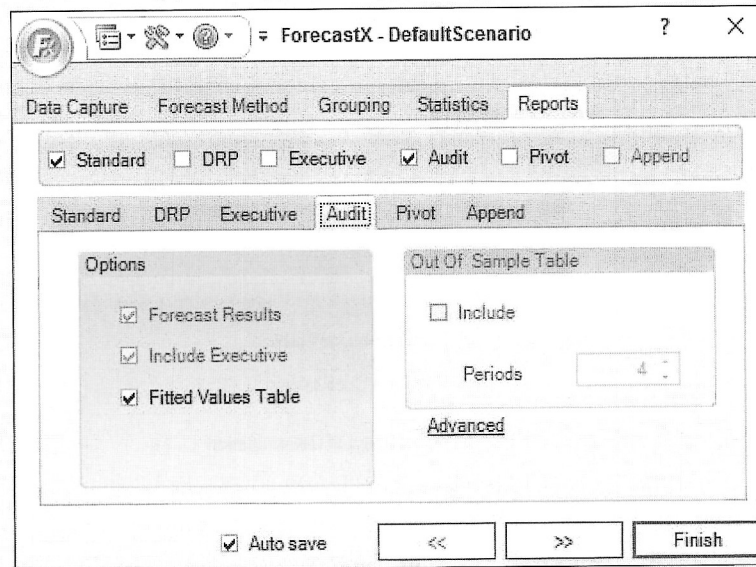 ForecastX - DefaultScenario ? ×
Data Capture Forecast Method Grouping Statistics Reports
Standard DRP Executive Audit Pivot Append
Standard DRP Executive Audit Pivot Append
Options
Forecast Results
Include Executive
Fitted Values Table
Out Of Sample Table
Include
Periods 4
Advanced
Auto save << >> Finish